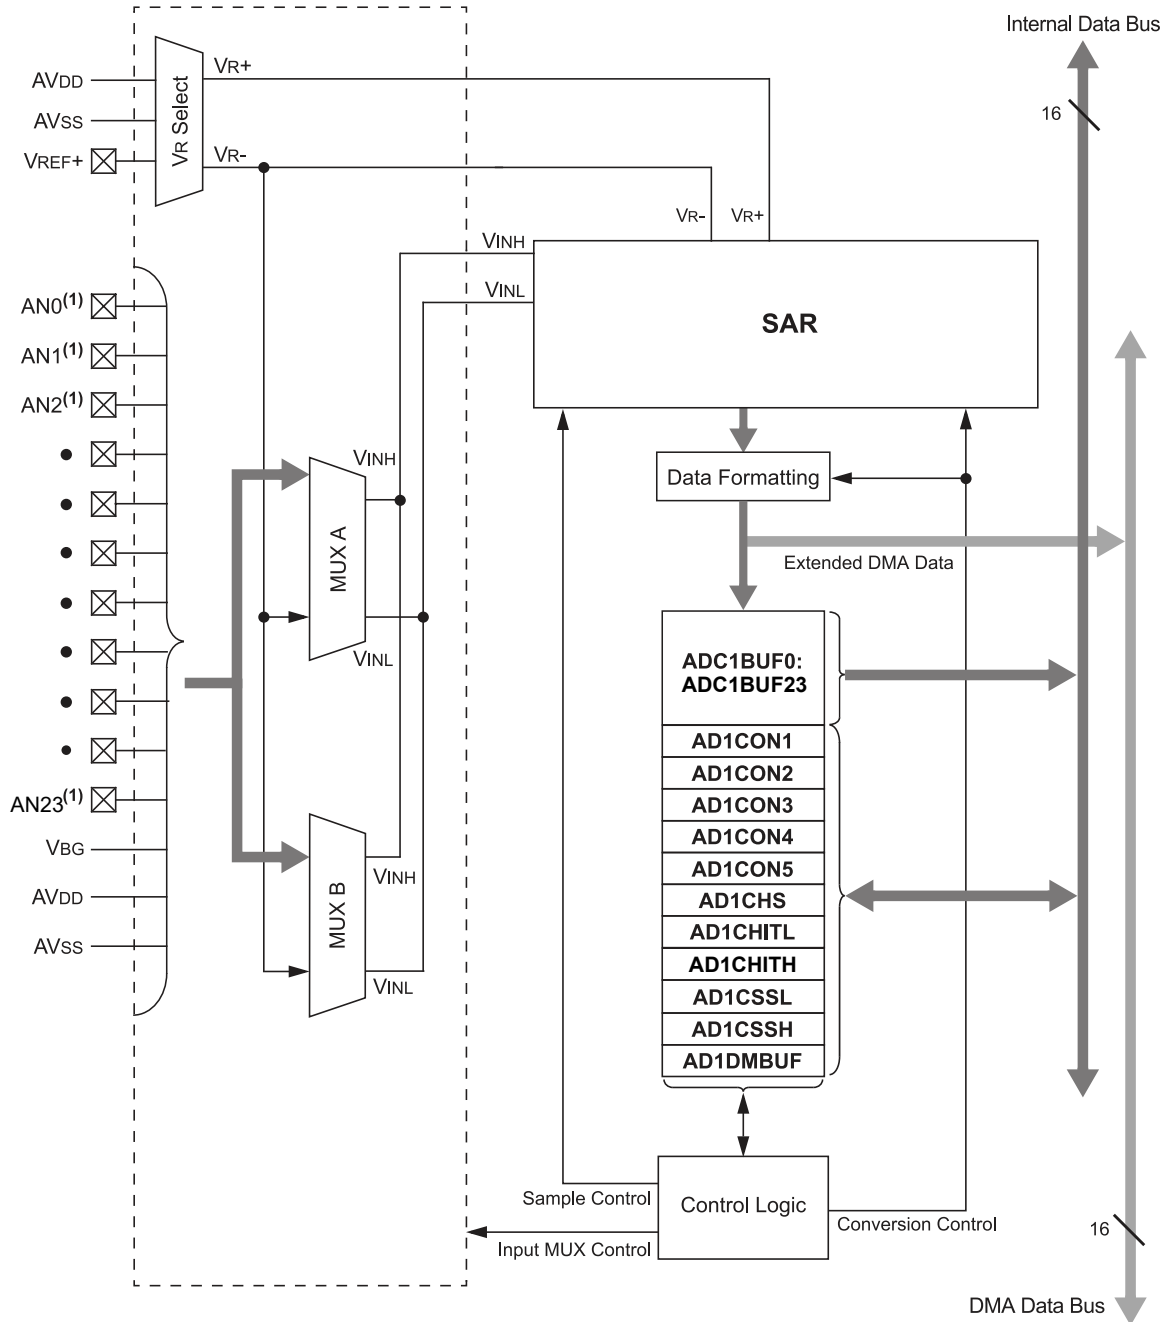 Internal Data Bus
AVDD
VR+
AVSS
16
VREF+
VR Select
VR-
VR-
VR+
VINH
VINL
SAR
AN0(1)
AN1(1)
AN2(1)
VINH
Data Formatting
MUX A
Extended DMA Data
VINL
ADC1BUF0:
ADC1BUF23
AD1CON1
AD1CON2
AN23(1)
AD1CON3
AD1CON4
VBG
AD1CON5
VINH
MUX B
AVDD
AD1CHS
AD1CHITL
AVSS
AD1CHITH
VINL
AD1CSSL
AD1CSSH
AD1DMBUF
Sample Control
Control Logic
Conversion Control
16
Input MUX Control
DMA Data Bus